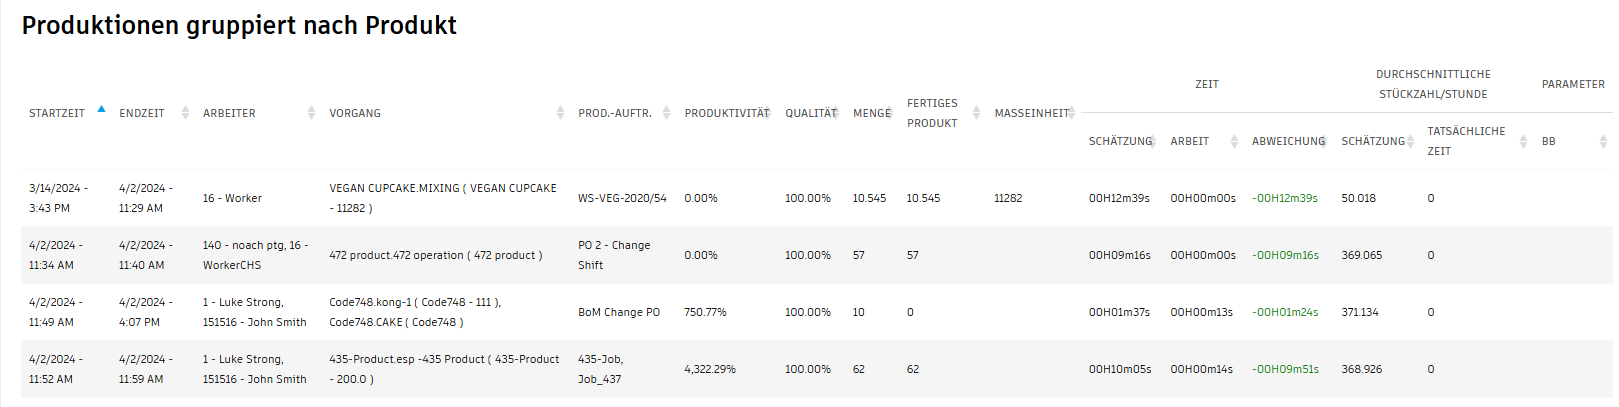 Produktionen gruppiert nach Produkt
ZEIT
DURCHSCHNITTLICHE
STÜCKZAHL/STUNDE
PARAMETER
STARTZEIT ENDZEIT ARBEITER VORGANG PROD.-AUFTR. PRODUKTIVITÄT QUALITÄT MENGE FERTIGES PRODUKT MASSEINHEIT
SCHÄTZUNG ARBEIT ABWEICHUNG SCHÄTZUNG TATSÄCHLICHE ZEIT BB
3/14/2024 - 4/2/2024 - VEGAN CUPCAKE.MIXING ( VEGAN CUPCAKE
3:43 PM 11:29 AM 16 - Worker - 11282 ) WS-VEG-2020/54 0.00% 100.00% 10.545 10.545 11282 00H12m39s 00H00m00s -00H12m39s 50.018 0
4/2/2024 - 4/2/2024 - 140 - noach ptg, 16 - PO 2 - Change
11:34 AM 11:40 AM WorkerCHS 472 product.472 operation ( 472 product ) Shift 0.00% 100.00% 57 57 00H09m16s 00H00m00s -00H09m16s 369.065 0
4/2/2024 - 4/2/2024 - 1 - Luke Strong, Code748.kong-1 ( Code748 - 111 ),
11:49 AM 4:07 PM 151516 - John Smith Code748.CAKE ( Code748 ) BoM Change PO 750.77% 100.00% 10 0 00H01m37s 00H00m13s -00H01m24s 371.134 0
4/2/2024 - 4/2/2024 - 1 - Luke Strong, 435-Product.esp -435 Product ( 435-Product 435-Job,
11:52 AM 11:59 AM 151516 - John Smith - 200.0 ) Job_437 4,322.29% 100.00% 62 62 00H10m05s 00H00m14s -00H09m51s 368.926 0